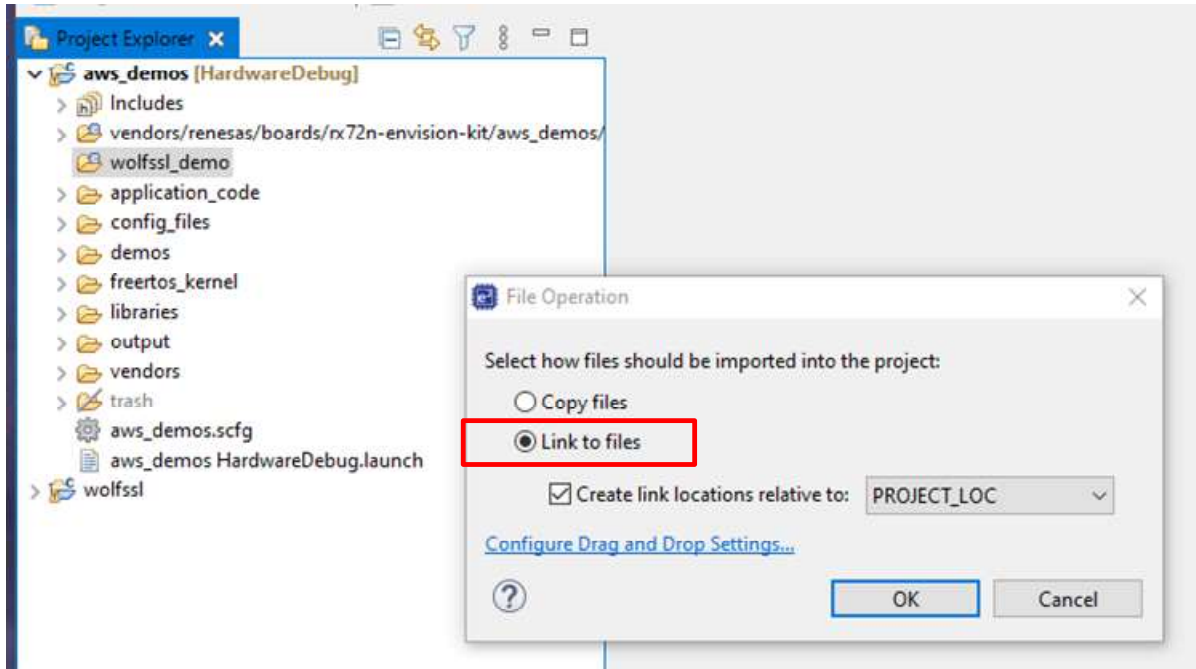 Project Explorer
aws_demos [HardwareDebug]
Includes
vendors/renesas/boards/rx72n-envision-kit/aws_demos/
wolfssl_demo
application_code
config_files
demos
freertos_kernel
libraries
output
vendors
trash
aws_demos.scfg
aws_demos HardwareDebug.launch
wolfssl
File Operation
Select how files should be imported into the project:
Copy files
Link to files
Create link locations relative to: PROJECT_LOC
Configure Drag and Drop Settings...
OK Cancel